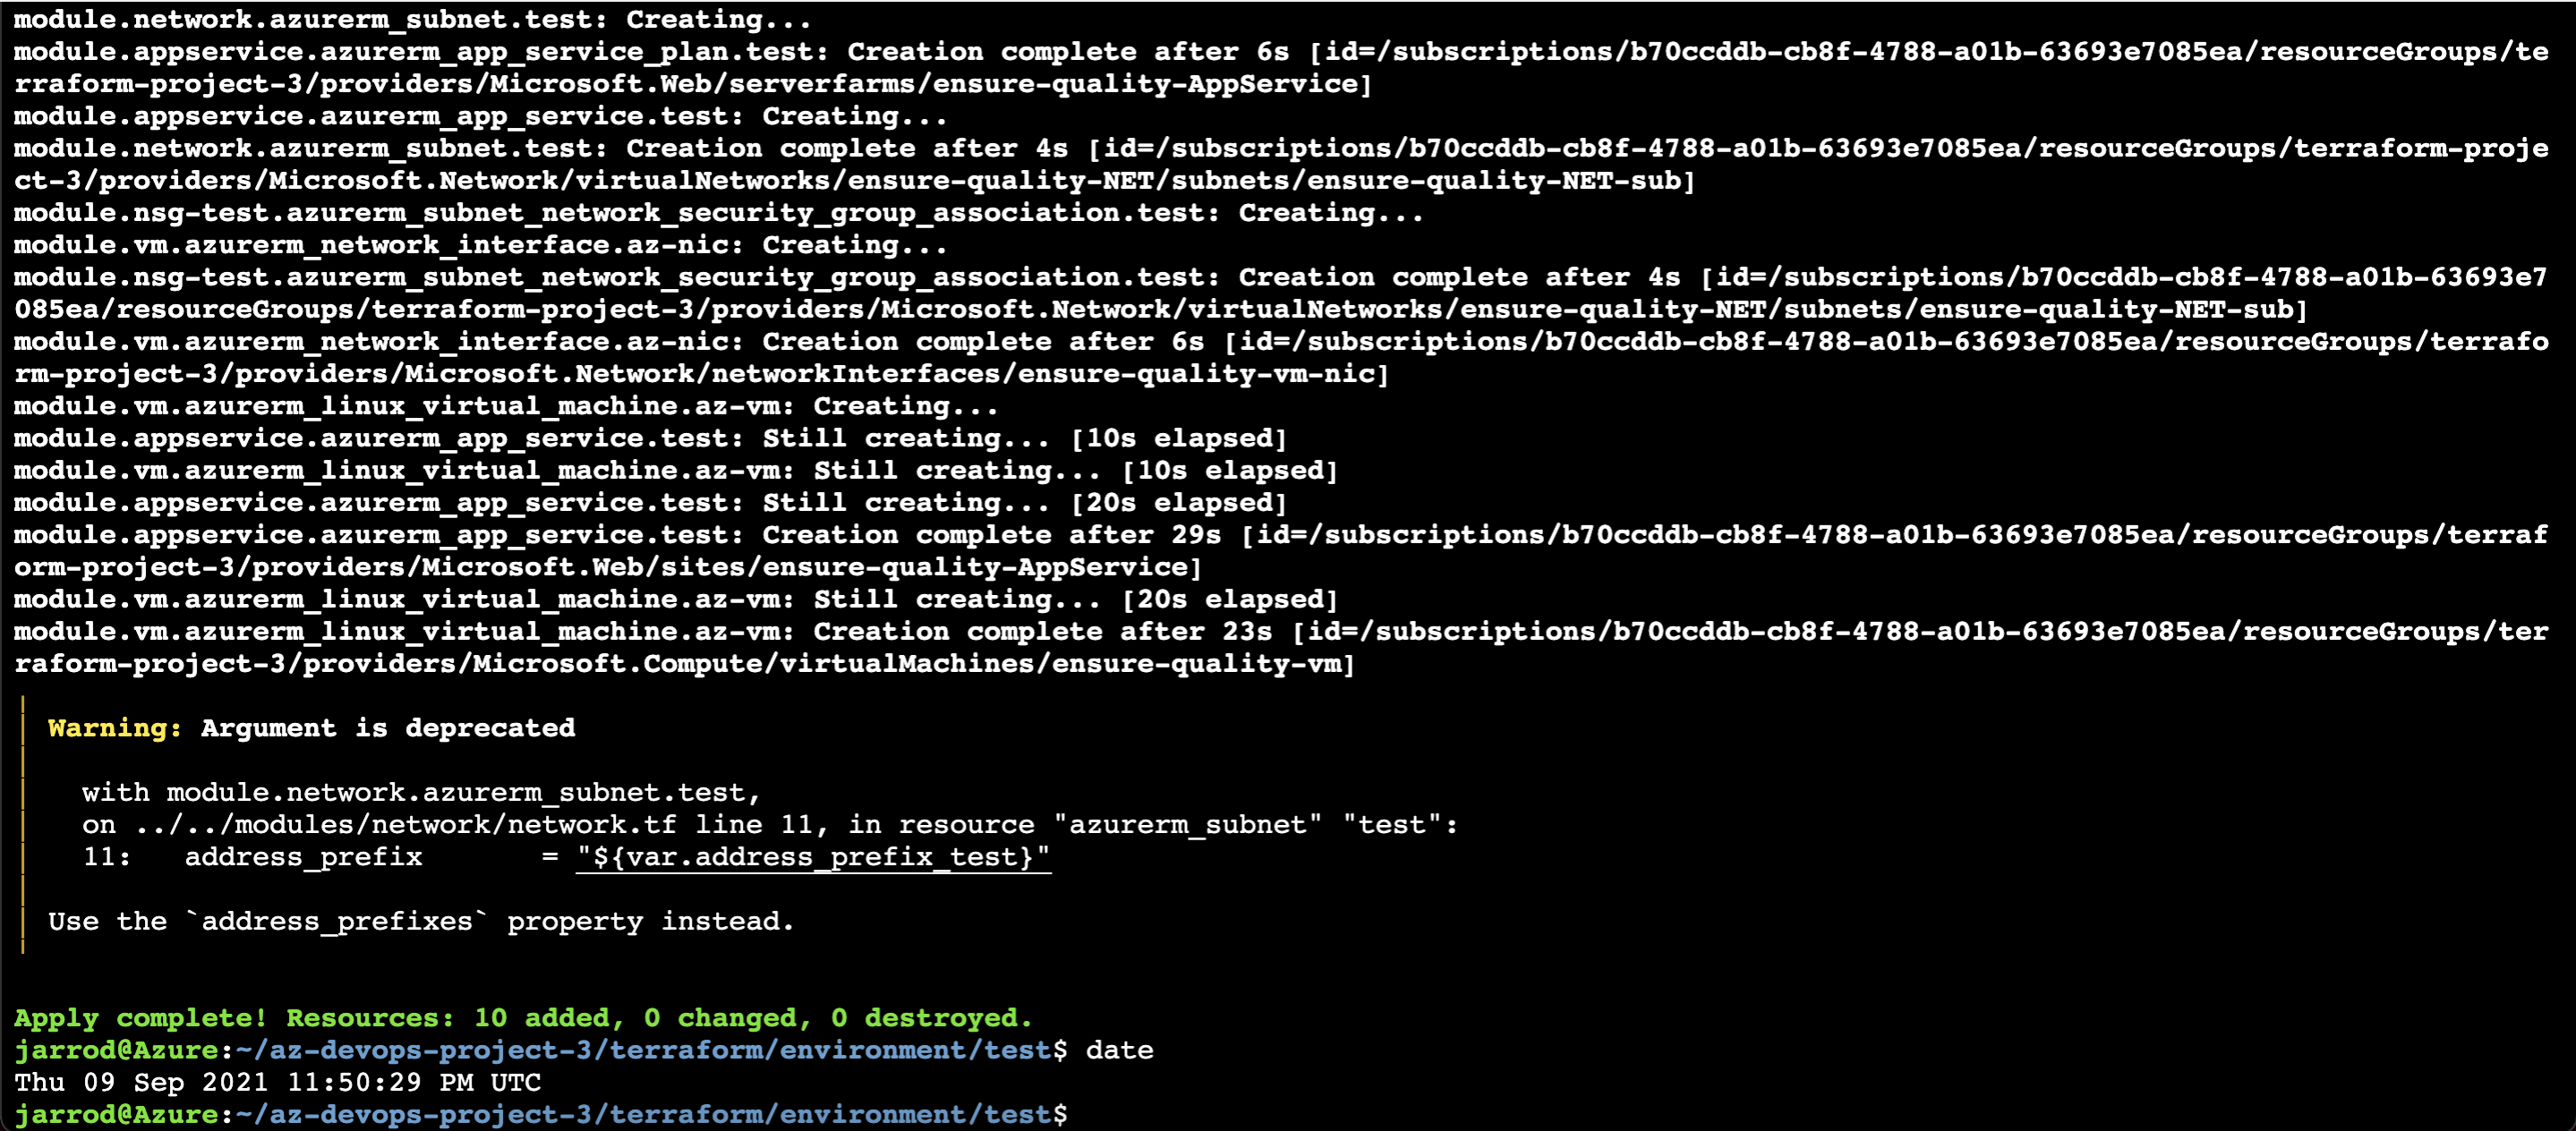 module.network.azurerm_subnet.test: Creating...
module.appservice.azurerm_app_service_plan.test: Creation complete after 6s [id=/subscriptions/b70ccddb-cb8f-4788-a01b-63693e7085ea/resourceGroups/te
rraform-project-3/providers/Microsoft.Web/serverfarms/ensure-quality-AppService]
module.appservice.azurerm_app_service.test: Creating...
module.network.azurerm_subnet.test: Creation complete after 4s [id=/subscriptions/b70ccddb-cb8f-4788-a01b-63693e7085ea/resourceGroups/terraform-proje
ct-3/providers/Microsoft.Network/virtualNetworks/ensure-quality-NET/subnets/ensure-quality-NET-sub]
module.nsg-test.azurerm_subnet_network_security_group_association.test: Creating...
module.vm.azurerm_network_interface.az-nic: Creating...
module.nsg-test.azurerm_subnet_network_security_group_association.test: Creation complete after 4s [id=/subscriptions/b70ccddb-cb8f-4788-a01b-63693e7
085ea/resourceGroups/terraform-project-3/providers/Microsoft.Network/virtualNetworks/ensure-quality-NET/subnets/ensure-quality-NET-sub]
module.vm.azurerm_network_interface.az-nic: Creation complete after 6s [id=/subscriptions/b70ccddb-cb8f-4788-a01b-63693e7085ea/resourceGroups/terrafo
rm-project-3/providers/Microsoft.Network/networkInterfaces/ensure-quality-vm-nic]
module.vm.azurerm_linux_virtual_machine.az-vm: Creating...
module.appservice.azurerm_app_service.test: Still creating... [10s elapsed]
module.vm.azurerm_linux_virtual_machine.az-vm: Still creating... [10s elapsed]
module.appservice.azurerm_app_service.test: Still creating... [20s elapsed]
module.appservice.azurerm_app_service.test: Creation complete after 29s [id=/subscriptions/b70ccddb-cb8f-4788-a01b-63693e7085ea/resourceGroups/terraf
orm-project-3/providers/Microsoft.Web/sites/ensure-quality-AppService]
module.vm.azurerm_linux_virtual_machine.az-vm: Still creating... [20s elapsed]
module.vm.azurerm_linux_virtual_machine.az-vm: Creation complete after 23s [id=/subscriptions/b70ccddb-cb8f-4788-a01b-63693e7085ea/resourceGroups/ter
raform-project-3/providers/Microsoft.Compute/virtualMachines/ensure-quality-vm]
Warning: Argument is deprecated
with module.network.azurerm_subnet.test,
on ../../modules/network/network.tf line 11, in resource "azurerm_subnet" "test":
11:   address_prefix       = "${var.address_prefix_test}"
Use the `address_prefixes` property instead.
Apply complete! Resources: 10 added, 0 changed, 0 destroyed.
jarrod@Azure:~/az-devops-project-3/terraform/environment/test$ date
Thu 09 Sep 2021 11:50:29 PM UTC
jarrod@Azure:~/az-devops-project-3/terraform/environment/test$